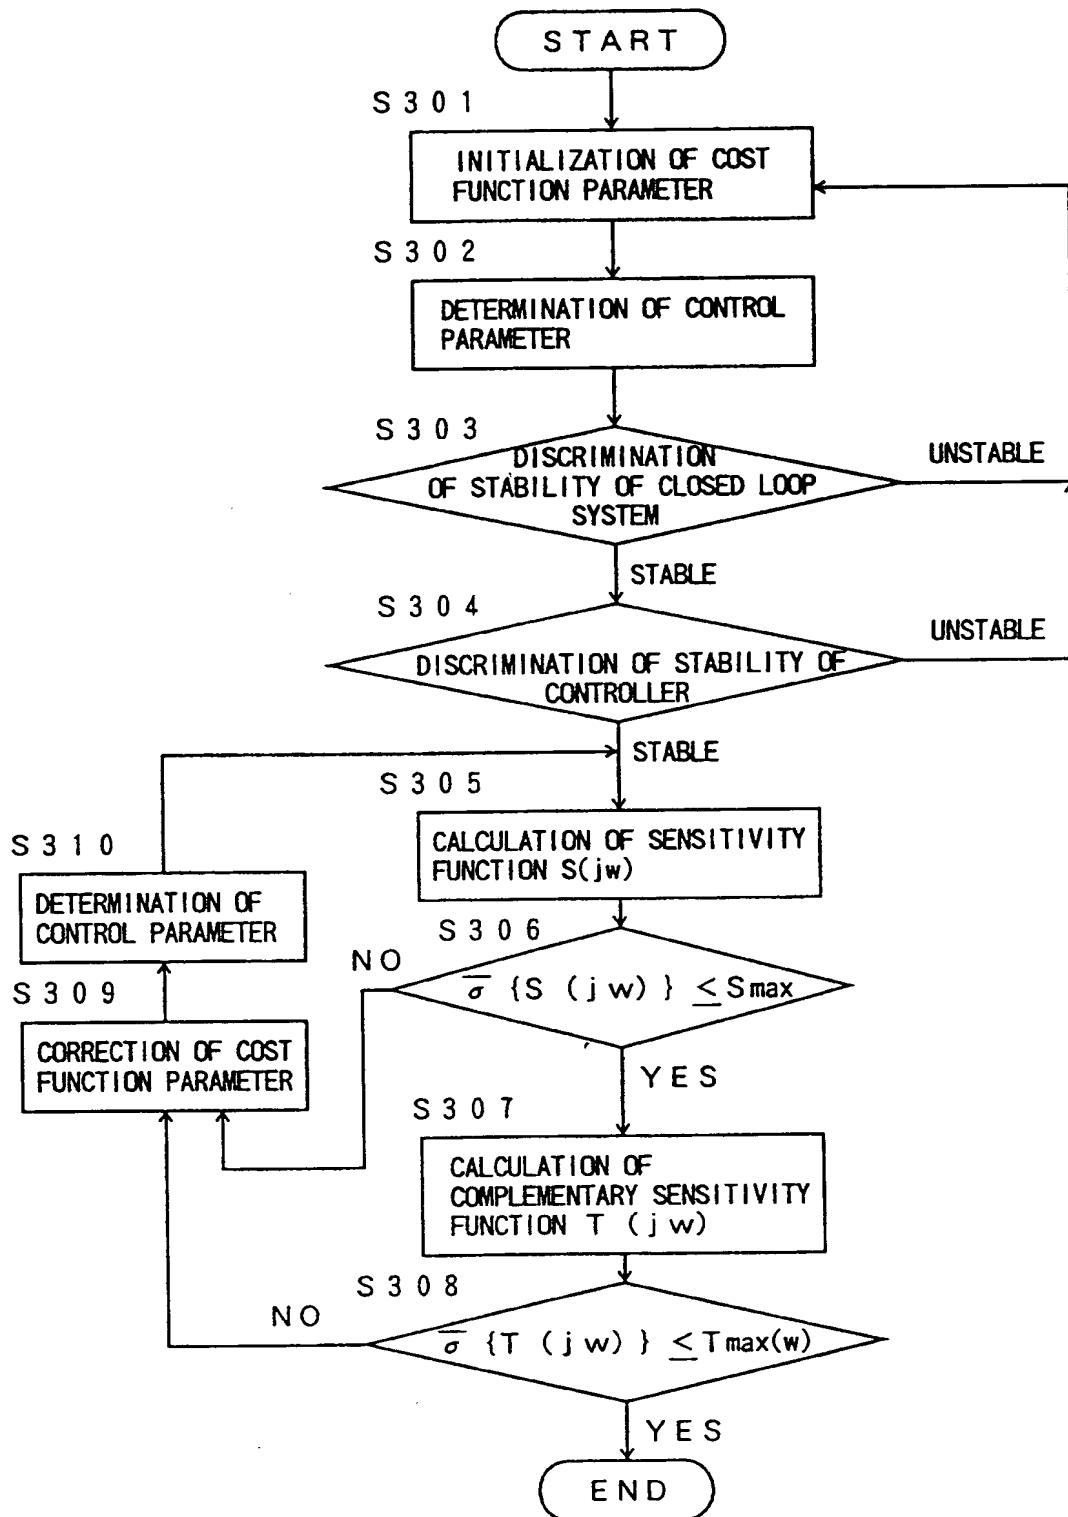 START
S301
INITIALIZATION OF COST
FUNCTION PARAMETER
S302
DETERMINATION OF CONTROL
PARAMETER
S303
DISCRIMINATION
OF STABILITY OF CLOSED LOOP
SYSTEM
UNSTABLE
STABLE
S304
DISCRIMINATION OF STABILITY OF
CONTROLLER
UNSTABLE
STABLE
S305
CALCULATION OF SENSITIVITY
FUNCTION S(jw)
S306
σ̅ {S (jw) } ≤ Smax
NO
YES
S307
CALCULATION OF
COMPLEMENTARY SENSITIVITY
FUNCTION T (jw)
S308
σ̅ {T (jw) } ≤ Tmax(w)
NO
YES
S309
CORRECTION OF COST
FUNCTION PARAMETER
S310
DETERMINATION OF
CONTROL PARAMETER
END